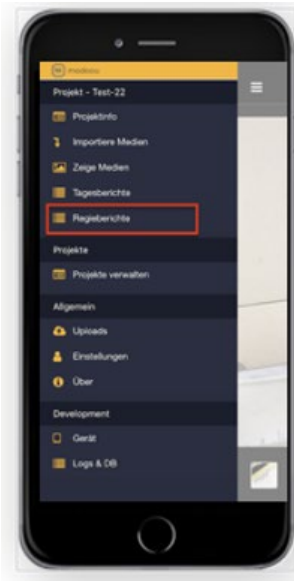 Projekt - Test-22
Projektinfo
Importiere Medien
Zeige Medien
Tagesberichte
Regieberichte
Projekte
Projekte verwalten
Allgemein
Uploads
Einstellungen
Über
Development
Gerät
Logs & DB